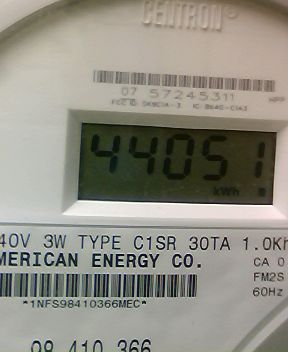 CENTRON®
07 57245311
44051
kWh
40V 3W TYPE C1SR 30TA 1.0Kh
MERICAN ENERGY CO.
CA 0
FM2S
60Hz
*1NFS98410366MEC*
98 410 366